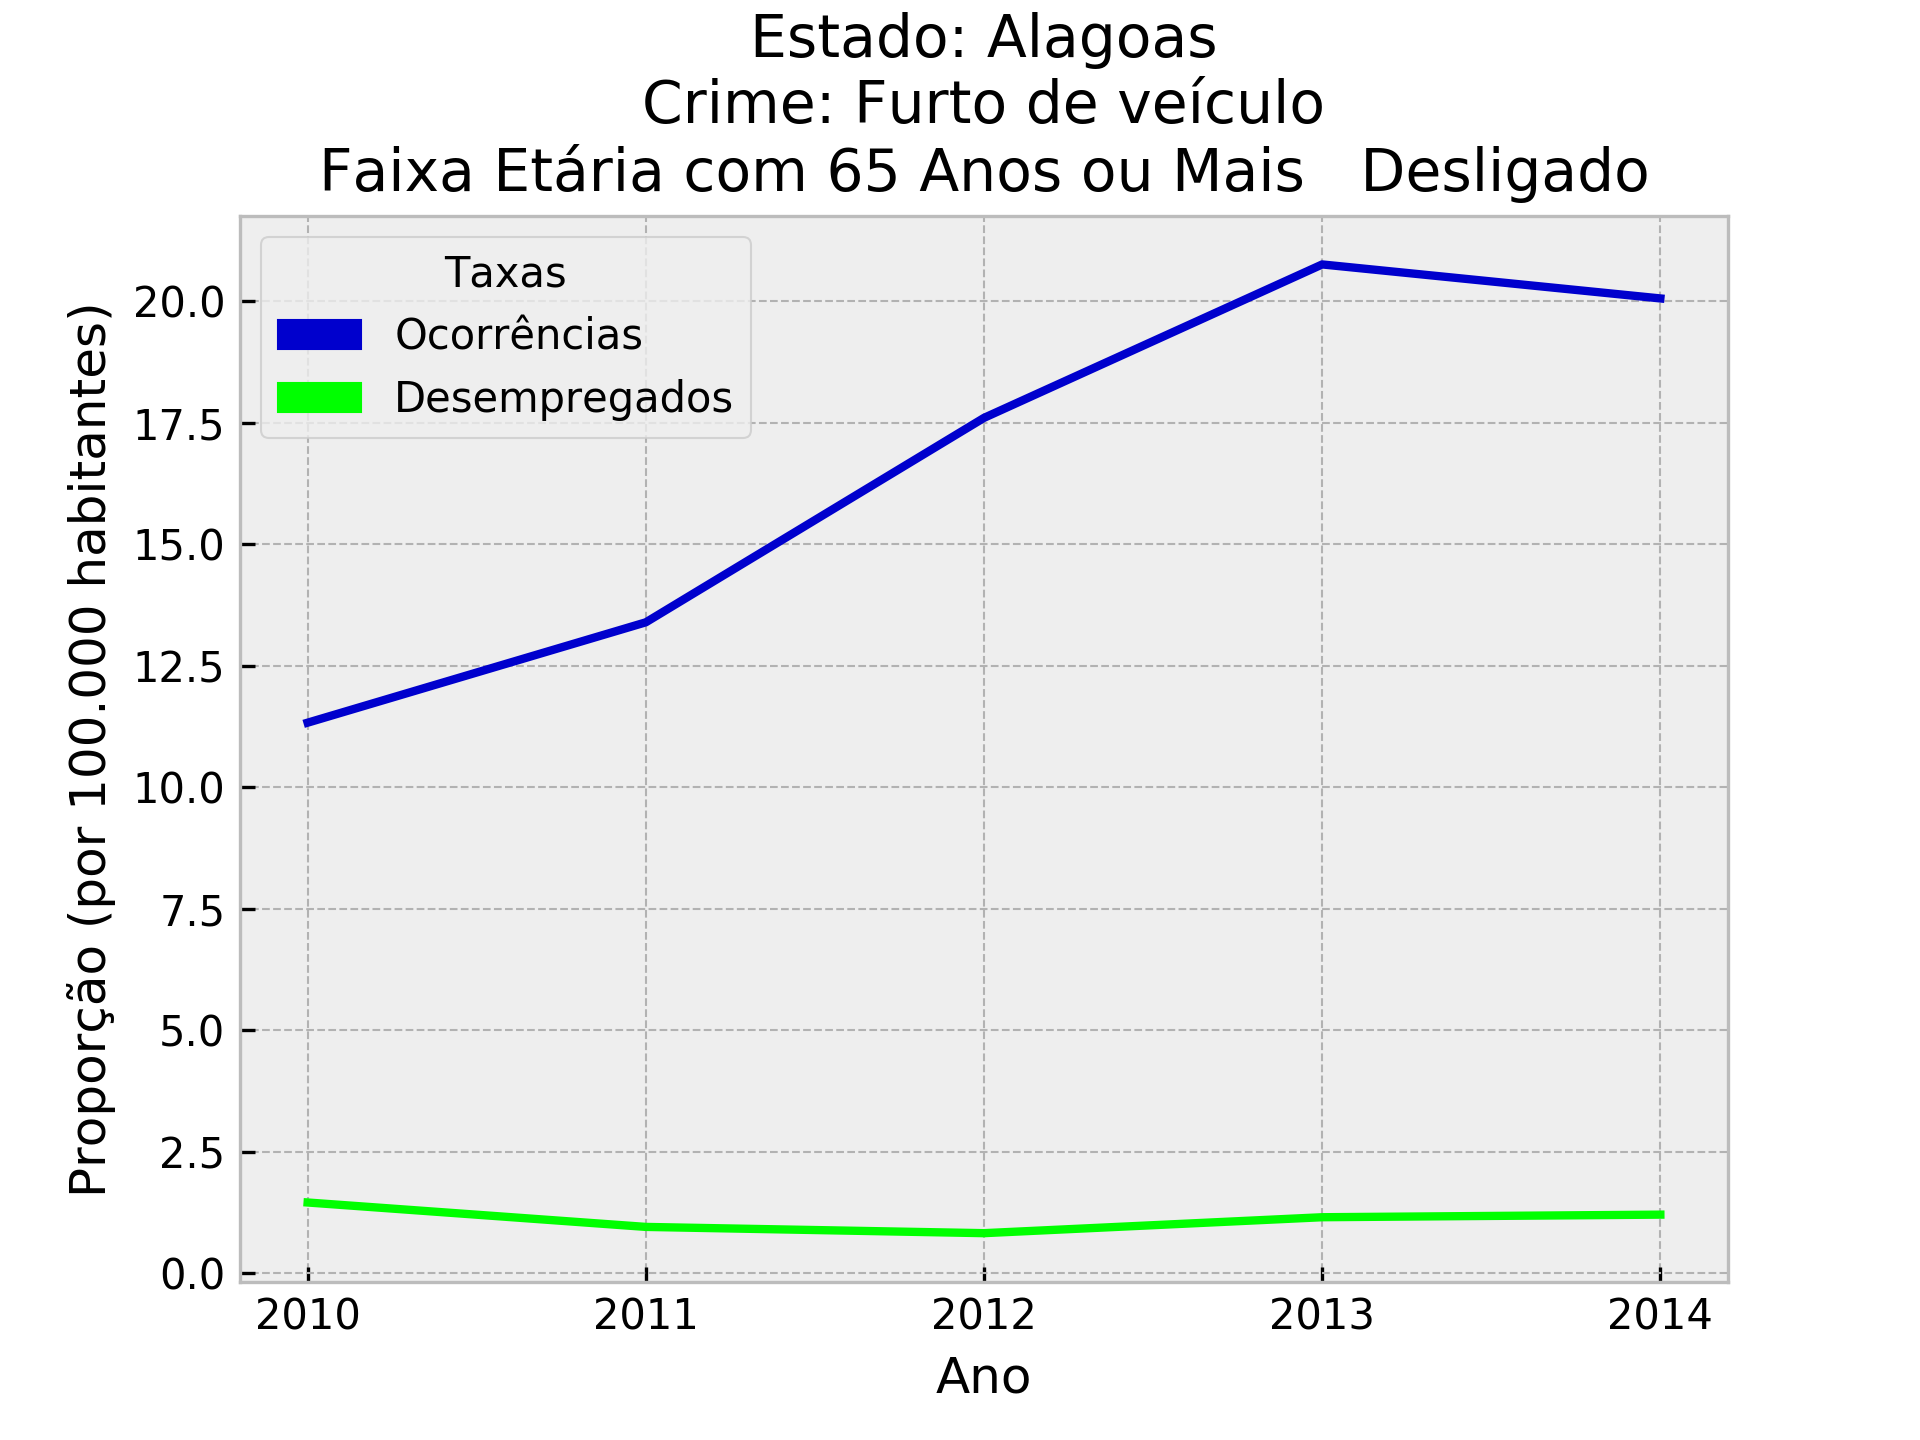 Estado: Alagoas
Crime: Furto de veículo
Faixa Etária com 65 Anos ou Mais   Desligado
Taxas
Ocorrências
Desempregados
Proporção (por 100.000 habitantes)
20.0
17.5
15.0
12.5
10.0
7.5
5.0
2.5
0.0
2010 2011 2012 2013 2014
Ano